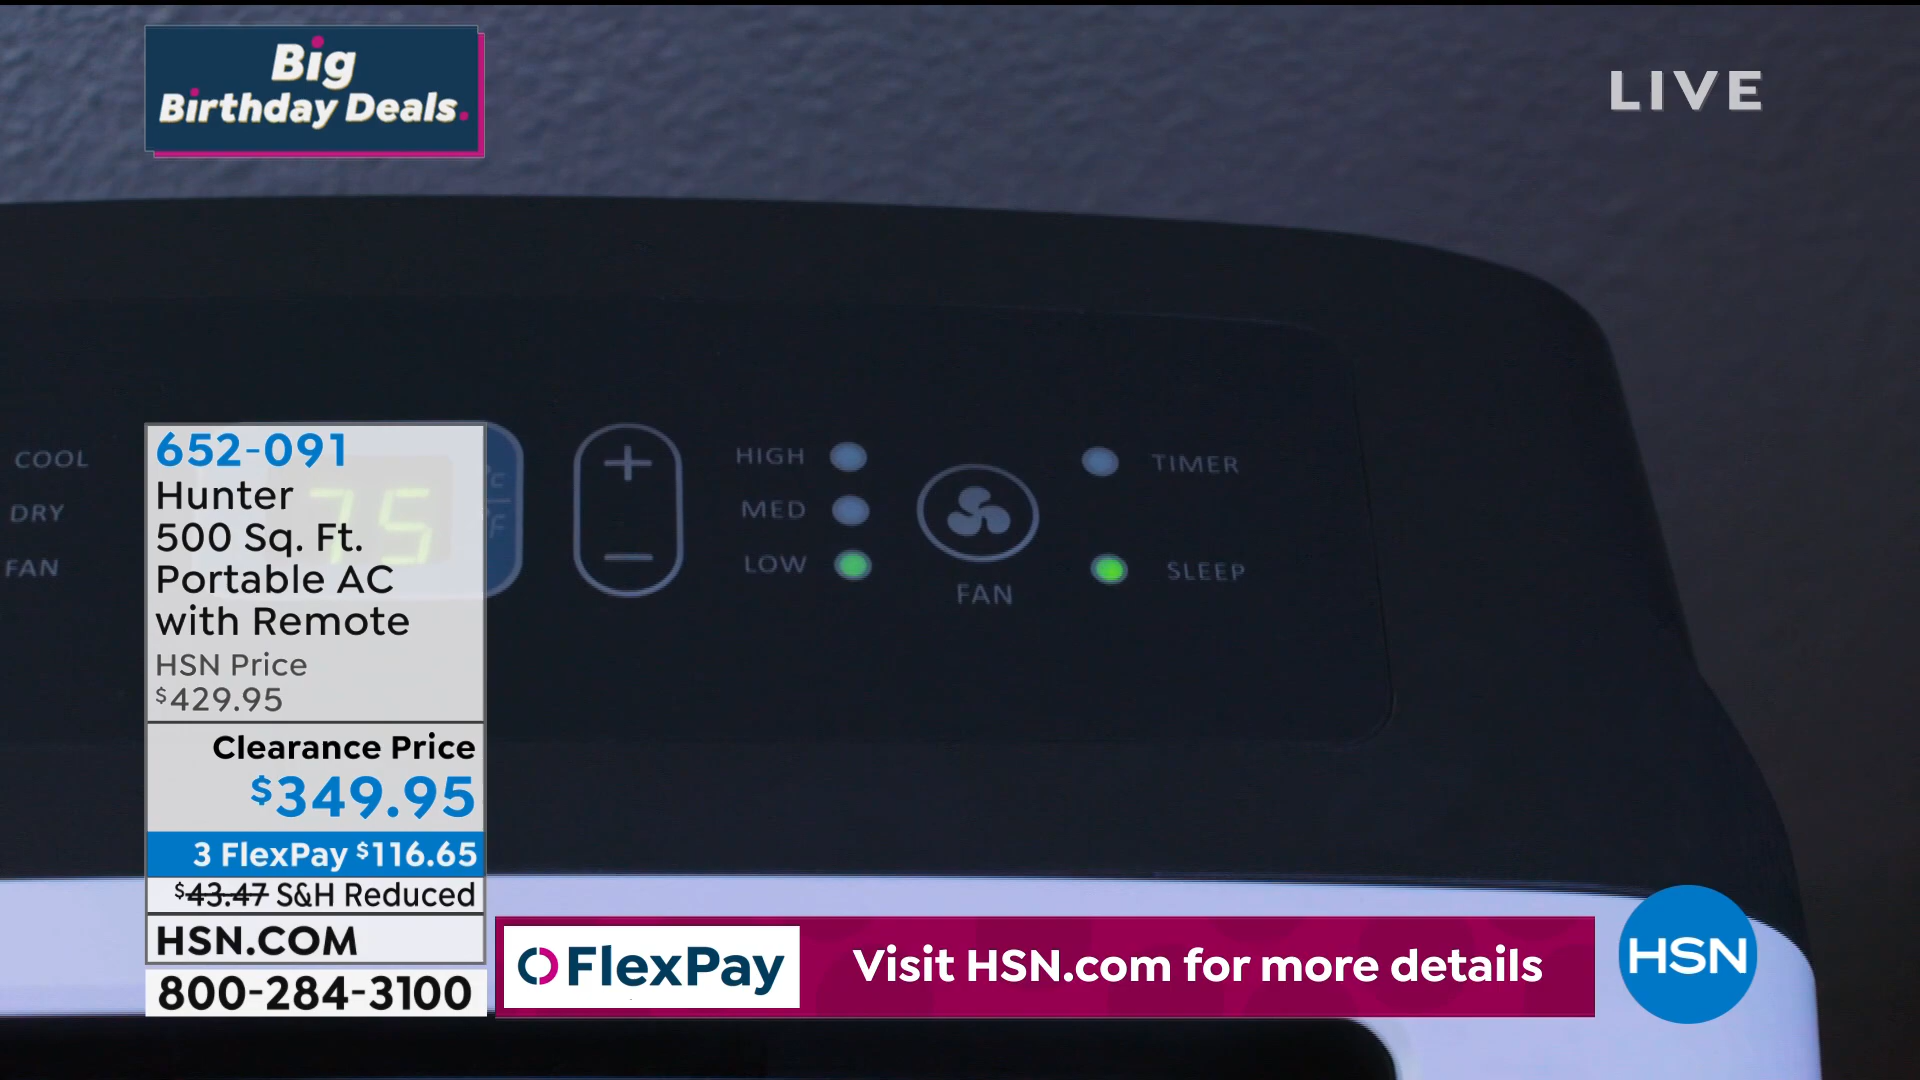 Big
Birthday Deals.
LIVE
COOL
DRY
FAN
75
°C
°F
+
−
HIGH
MED
LOW
FAN
TIMER
SLEEP
652-091
Hunter
500 Sq. Ft.
Portable AC
with Remote
HSN Price
$429.95
Clearance Price
$349.95
3 FlexPay $116.65
$43.47 S&H Reduced
HSN.COM
800-284-3100
FlexPay
Visit HSN.com for more details
HSN